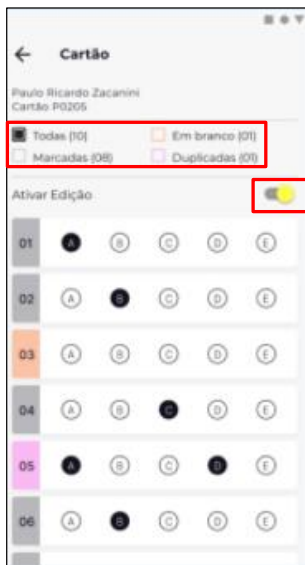 Cartão
Paulo Ricardo Zacanini
Cartão: P0205
Todas (10) Em branco (01)
Marcadas (08) Duplicadas (01)
Ativar Edição
01 A B C D E
02 A B C D E
03 A B C D E
04 A B C D E
05 A B C D E
06 A B C D E